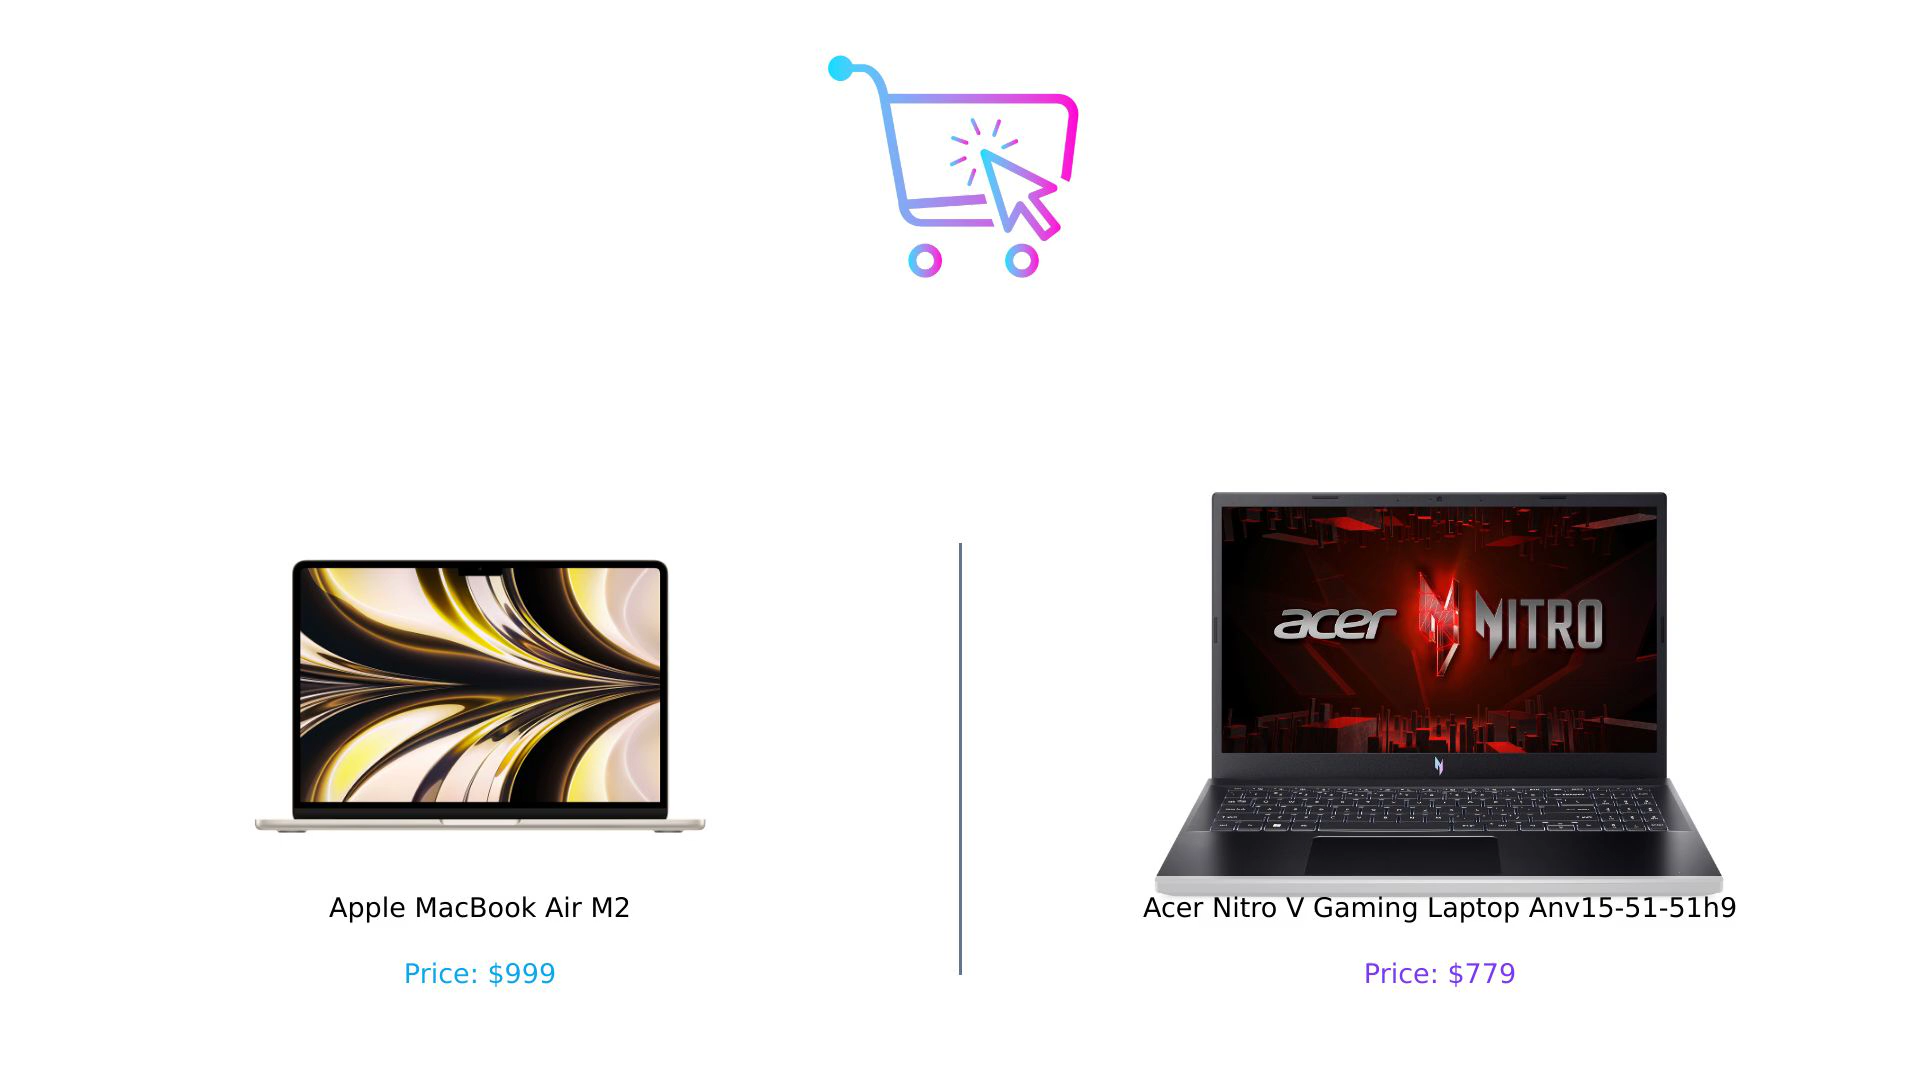 acer NITRO
Apple MacBook Air M2
Acer Nitro V Gaming Laptop Anv15-51-51h9
Price: $999
Price: $779